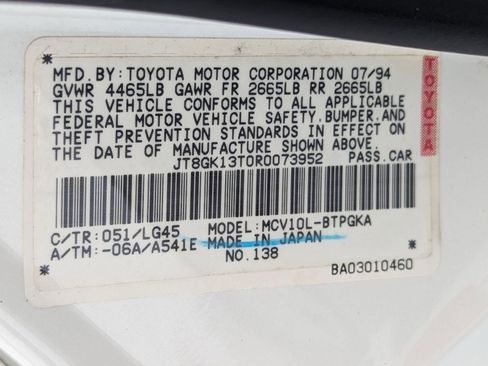 MFD.BY:TOYOTA MOTOR CORPORATION 07/94
GVWR 4465LB GAWR FR 2665LB RR 2665LB
THIS VEHICLE CONFORMS TO ALL APPLICABLE
FEDERAL MOTOR VEHICLE SAFETY.BUMPER.AND
THEFT PREVENTION STANDARDS IN EFFECT ON
THE DATE OF MANUFACTURE SHOWN ABOVE.
*JT8GK13T0R0073952* PASS.CAR
C/TR:051/LG45 MODEL:MCV10L-BTPGKA
A/TM:-06A/A541E MADE IN JAPAN
NO.138
BA03010460
TOYOTA